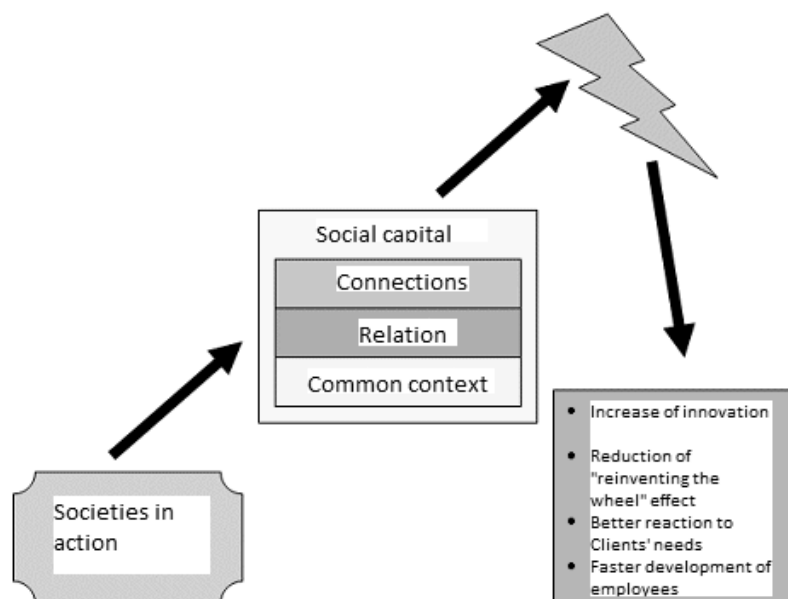 Social capital
Connections
Relation
Common context
Societies in
action
• Increase of innovation
• Reduction of
"reinventing the
wheel" effect
• Better reaction to
Clients' needs
• Faster development of
employees